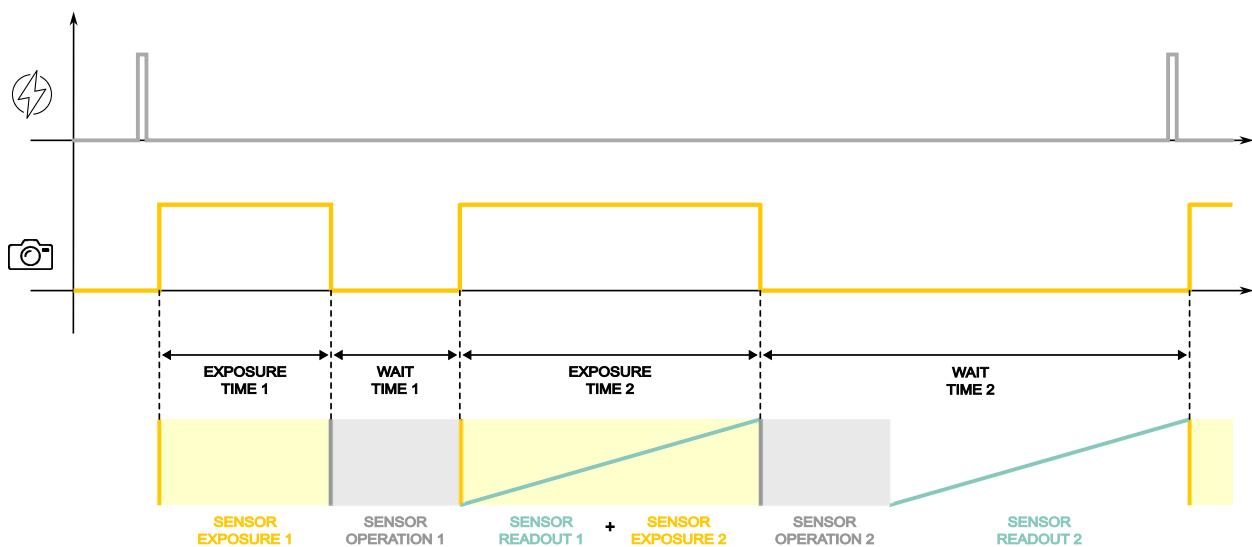 EXPOSURE
TIME 1
WAIT
TIME 1
EXPOSURE
TIME 2
WAIT
TIME 2
SENSOR
EXPOSURE 1
SENSOR
OPERATION 1
SENSOR
READOUT 1
+
SENSOR
EXPOSURE 2
SENSOR
OPERATION 2
SENSOR
READOUT 2